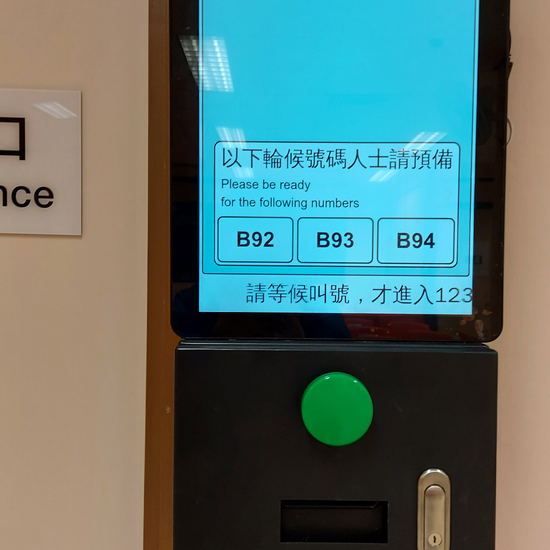 口
nce
以下輪候號碼人士請預備
Please be ready
for the following numbers
B92 B93 B94
請等候叫號，才進入123